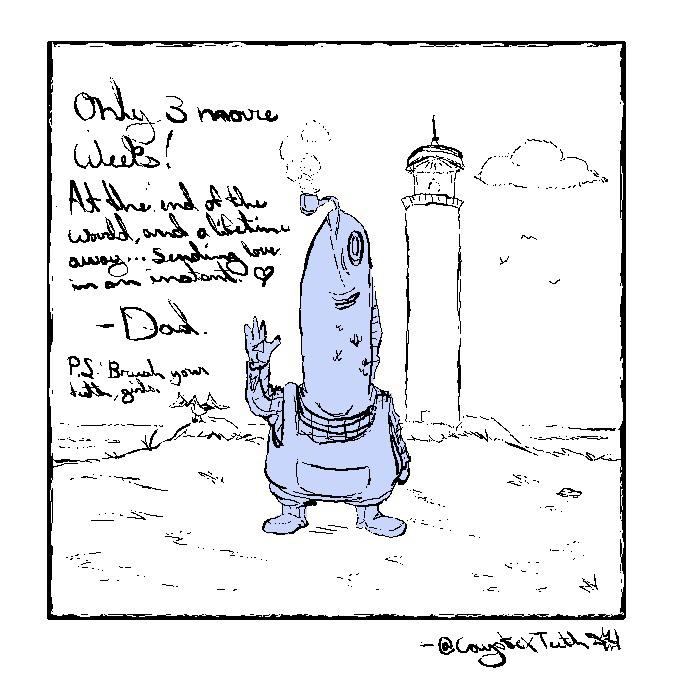 Only 3 more
Weeks!
At the end of the
world, and a lifetime
away... Sending love
in an instant. ♡
- Dad.
P.S. Brush your
teeth, girls.